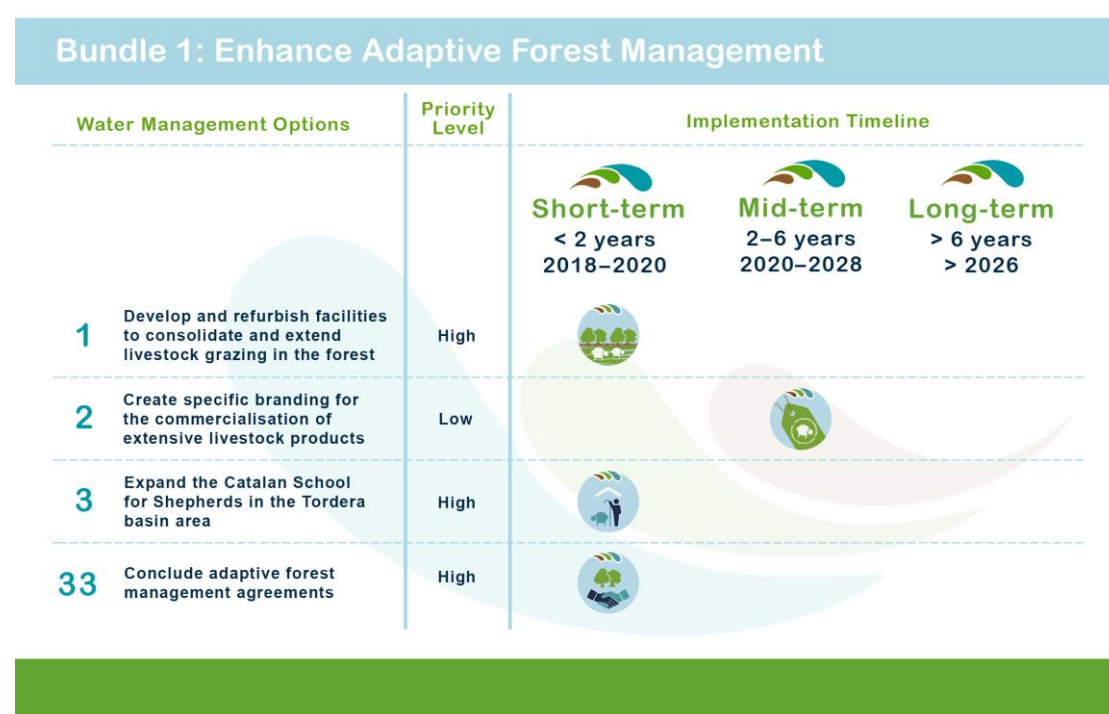 Bundle 1: Enhance Adaptive Forest Management
Water Management Options
Priority
Level
Implementation Timeline
Short-term
< 2 years
2018–2020
Mid-term
2–6 years
2020–2028
Long-term
> 6 years
> 2026
1
Develop and refurbish facilities
to consolidate and extend
livestock grazing in the forest
High
2
Create specific branding for
the commercialisation of
extensive livestock products
Low
3
Expand the Catalan School
for Shepherds in the Tordera
basin area
High
33
Conclude adaptive forest
management agreements
High